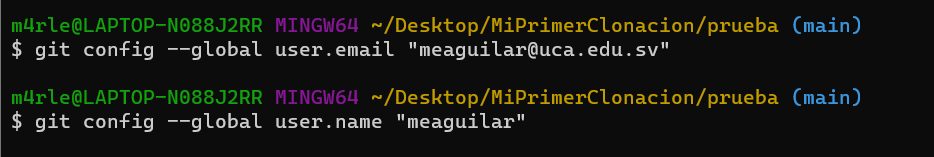 m4rle@LAPTOP-N088J2RR MINGW64 ~/Desktop/MiPrimerClonacion/prueba (main)
$ git config --global user.email "meaguilar@uca.edu.sv"
m4rle@LAPTOP-N088J2RR MINGW64 ~/Desktop/MiPrimerClonacion/prueba (main)
$ git config --global user.name "meaguilar"